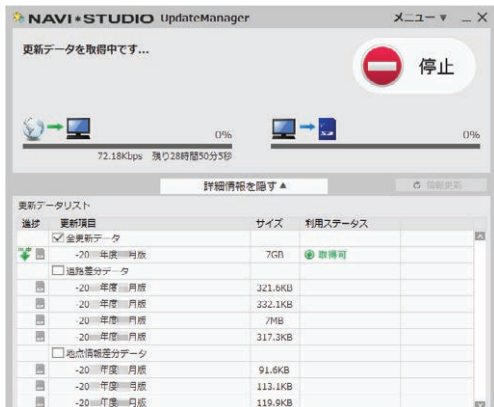 NAVI*STUDIO UpdateManager メニュー ▼ _ X
更新データを取得中です...
停止
0% 0%
72.18Kbps 残り28時間50分5秒
詳細情報を隠す▲ 情報更新
更新データリスト
進捗 更新項目 サイズ 利用ステータス
全更新データ
-20 年度 月版 7GB 取得可
道路差分データ
-20 年度 月版 321.6KB
-20 年度 月版 332.1KB
-20 年度 月版 7MB
-20 年度 月版 317.3KB
地点情報差分データ
-20 年度 月版 91.6KB
-20 年度 月版 113.1KB
-20 年度 月版 119.9KB